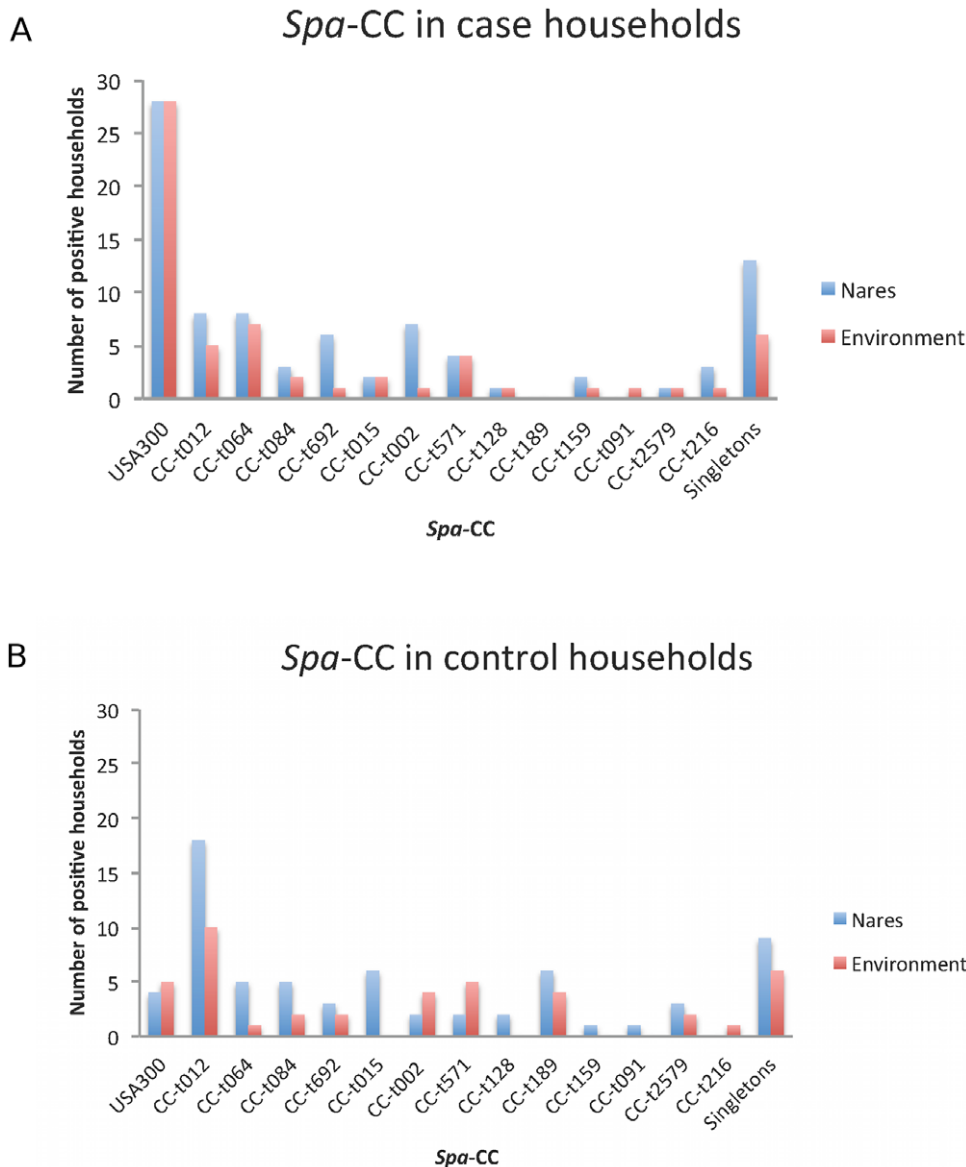 A
Spa-CC in case households
Number of positive households
30
25
20
15
10
5
0
USA300
CC-t012
CC-t064
CC-t084
CC-t692
CC-t015
CC-t002
CC-t571
CC-t128
CC-t189
CC-t159
CC-t091
CC-t2579
CC-t216
Singletons
Spa-CC
Nares
Environment
B
Spa-CC in control households
Number of positive households
30
25
20
15
10
5
0
USA300
CC-t012
CC-t064
CC-t084
CC-t692
CC-t015
CC-t002
CC-t571
CC-t128
CC-t189
CC-t159
CC-t091
CC-t2579
CC-t216
Singletons
Spa-CC
Nares
Environment